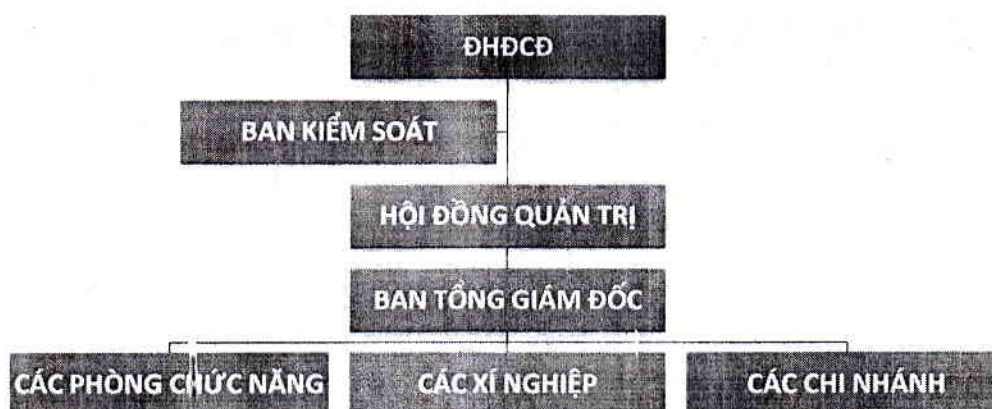 ĐHĐCĐ
BAN KIỂM SOÁT
HỘI ĐỒNG QUẢN TRỊ
BAN TỔNG GIÁM ĐỐC
CÁC PHÒNG CHỨC NĂNG
CÁC XÍ NGHIỆP
CÁC CHI NHÁNH